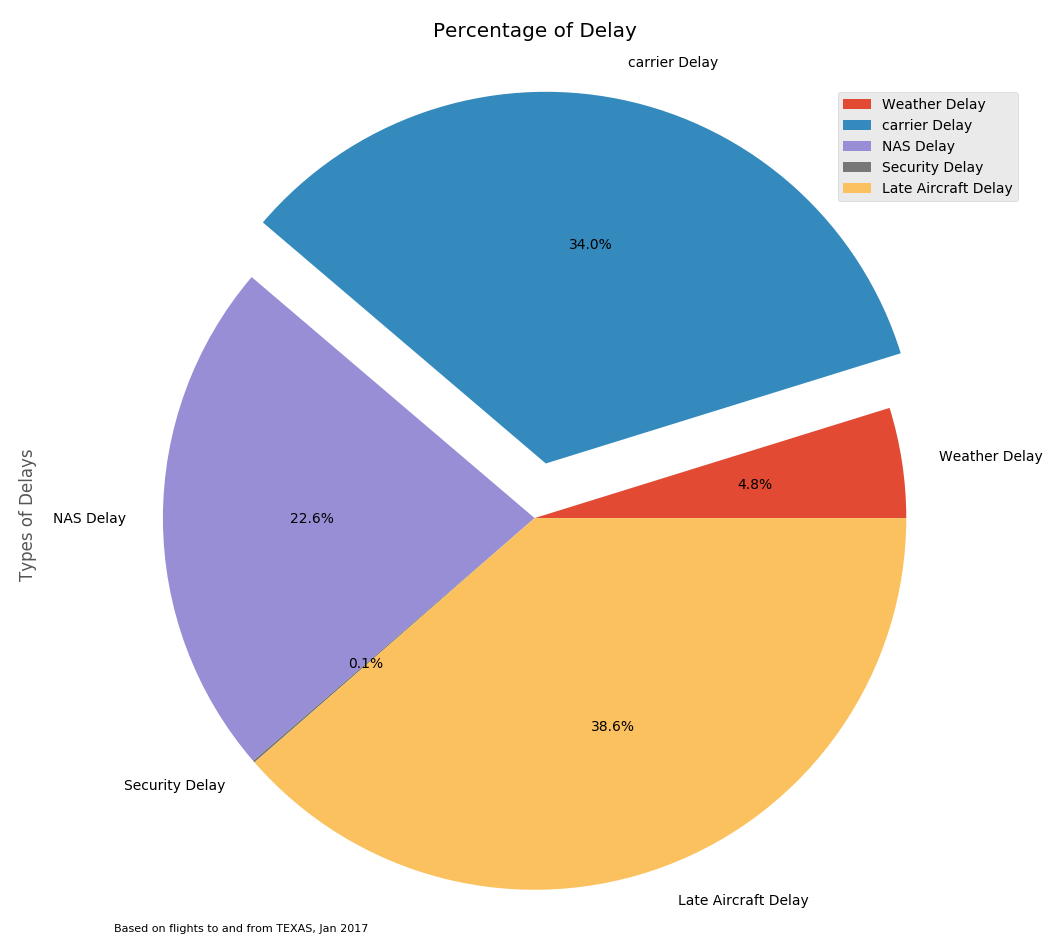 Percentage of Delay
carrier Delay
Weather Delay
carrier Delay
NAS Delay
Security Delay
Late Aircraft Delay
34.0%
Weather Delay
4.8%
Types of Delays
NAS Delay
22.6%
0.1%
38.6%
Security Delay
Late Aircraft Delay
Based on flights to and from TEXAS, Jan 2017